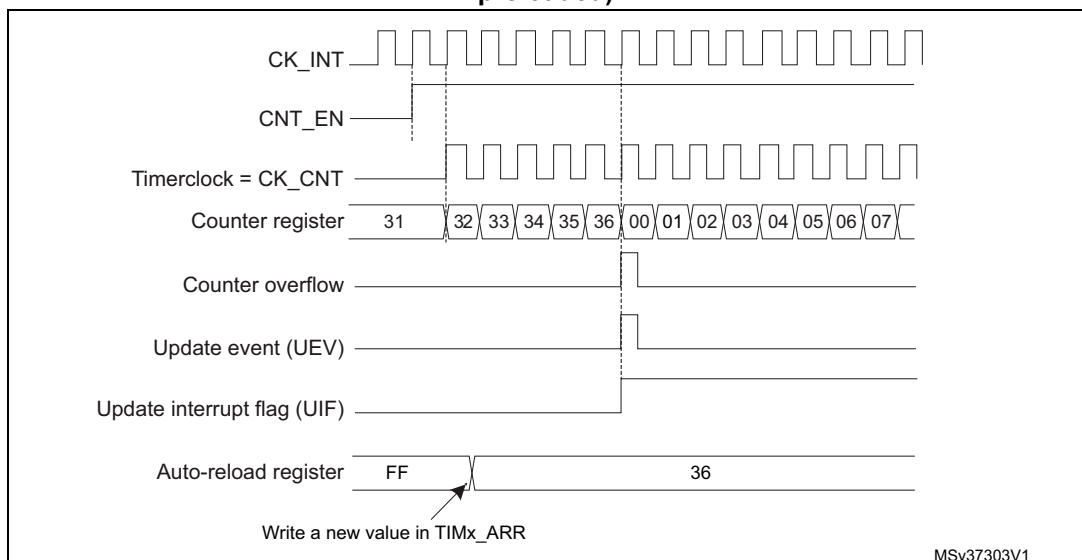 CK_INT
CNT_EN
Timerclock = CK_CNT
Counter register 31 32 33 34 35 36 00 01 02 03 04 05 06 07
Counter overflow
Update event (UEV)
Update interrupt flag (UIF)
Auto-reload register FF 36
Write a new value in TIMx_ARR
MSv37303V1